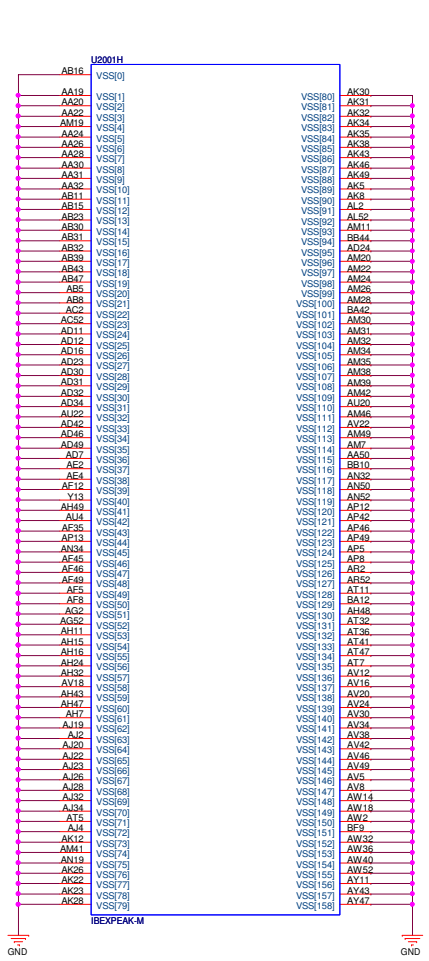 U2001H
AB16 VSS[0]
AA19 VSS[1] VSS[80] AK30
AA20 VSS[2] VSS[81] AK31
AA22 VSS[3] VSS[82] AK32
AM19 VSS[4] VSS[83] AK34
AA24 VSS[5] VSS[84] AK35
AA26 VSS[6] VSS[85] AK38
AA28 VSS[7] VSS[86] AK43
AA30 VSS[8] VSS[87] AK46
AA31 VSS[9] VSS[88] AK49
AA32 VSS[10] VSS[89] AK5
AB11 VSS[11] VSS[90] AK8
AB15 VSS[12] VSS[91] AL2
AB23 VSS[13] VSS[92] AL52
AB30 VSS[14] VSS[93] AM11
AB31 VSS[15] VSS[94] BB44
AB32 VSS[16] VSS[95] AD24
AB39 VSS[17] VSS[96] AM20
AB43 VSS[18] VSS[97] AM22
AB47 VSS[19] VSS[98] AM24
AB5 VSS[20] VSS[99] AM26
AB8 VSS[21] VSS[100] AM28
AC2 VSS[22] VSS[101] BA42
AC52 VSS[23] VSS[102] AM30
AD11 VSS[24] VSS[103] AM31
AD12 VSS[25] VSS[104] AM32
AD16 VSS[26] VSS[105] AM34
AD23 VSS[27] VSS[106] AM35
AD30 VSS[28] VSS[107] AM38
AD31 VSS[29] VSS[108] AM39
AD32 VSS[30] VSS[109] AM42
AD34 VSS[31] VSS[110] AU20
AU22 VSS[32] VSS[111] AM46
AD42 VSS[33] VSS[112] AV22
AD46 VSS[34] VSS[113] AM49
AD49 VSS[35] VSS[114] AM7
AD7 VSS[36] VSS[115] AA50
AE2 VSS[37] VSS[116] BB10
AE4 VSS[38] VSS[117] AN32
AF12 VSS[39] VSS[118] AN50
Y13 VSS[40] VSS[119] AN52
AH49 VSS[41] VSS[120] AP12
AU4 VSS[42] VSS[121] AP42
AF35 VSS[43] VSS[122] AP46
AP13 VSS[44] VSS[123] AP49
AN34 VSS[45] VSS[124] AP5
AF45 VSS[46] VSS[125] AP8
AF46 VSS[47] VSS[126] AR2
AF49 VSS[48] VSS[127] AR52
AF5 VSS[49] VSS[128] AT11
AF8 VSS[50] VSS[129] BA12
AG2 VSS[51] VSS[130] AH48
AG52 VSS[52] VSS[131] AT32
AH11 VSS[53] VSS[132] AT36
AH15 VSS[54] VSS[133] AT41
AH16 VSS[55] VSS[134] AT47
AH24 VSS[56] VSS[135] AT7
AH32 VSS[57] VSS[136] AV12
AV18 VSS[58] VSS[137] AV16
AH43 VSS[59] VSS[138] AV20
AH47 VSS[60] VSS[139] AV24
AH7 VSS[61] VSS[140] AV30
AJ19 VSS[62] VSS[141] AV34
AJ2 VSS[63] VSS[142] AV38
AJ20 VSS[64] VSS[143] AV42
AJ22 VSS[65] VSS[144] AV46
AJ23 VSS[66] VSS[145] AV49
AJ26 VSS[67] VSS[146] AV5
AJ28 VSS[68] VSS[147] AV8
AJ32 VSS[69] VSS[148] AW14
AJ34 VSS[70] VSS[149] AW18
AT5 VSS[71] VSS[150] AW2
AJ4 VSS[72] VSS[151] BF9
AK12 VSS[73] VSS[152] AW32
AM41 VSS[74] VSS[153] AW36
AN19 VSS[75] VSS[154] AW40
AK26 VSS[76] VSS[155] AW52
AK22 VSS[77] VSS[156] AY11
AK23 VSS[78] VSS[157] AY43
AK28 VSS[79] VSS[158] AY47
IBEXPEAK-M
GND GND